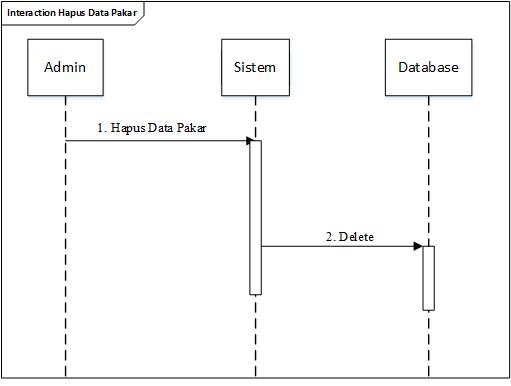 Interaction Hapus Data Pakar
Admin
Sistem
Database
1. Hapus Data Pakar
2. Delete